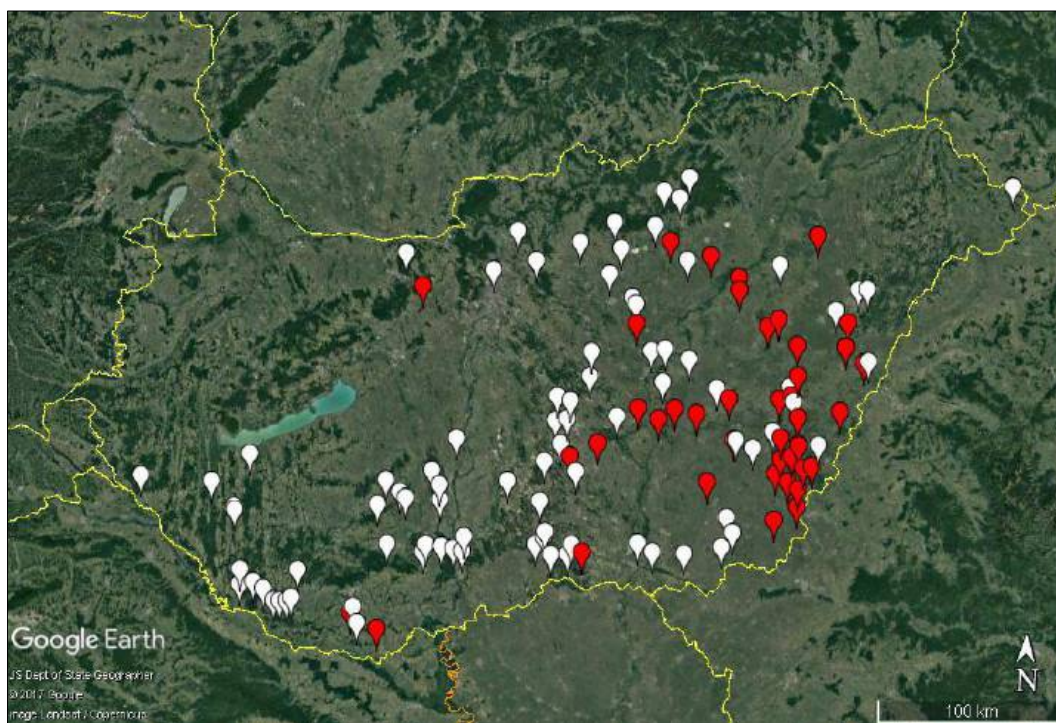 Google Earth
US Dept of State Geographer
© 2017 Google
Image Landsat / Copernicus
N
100 km